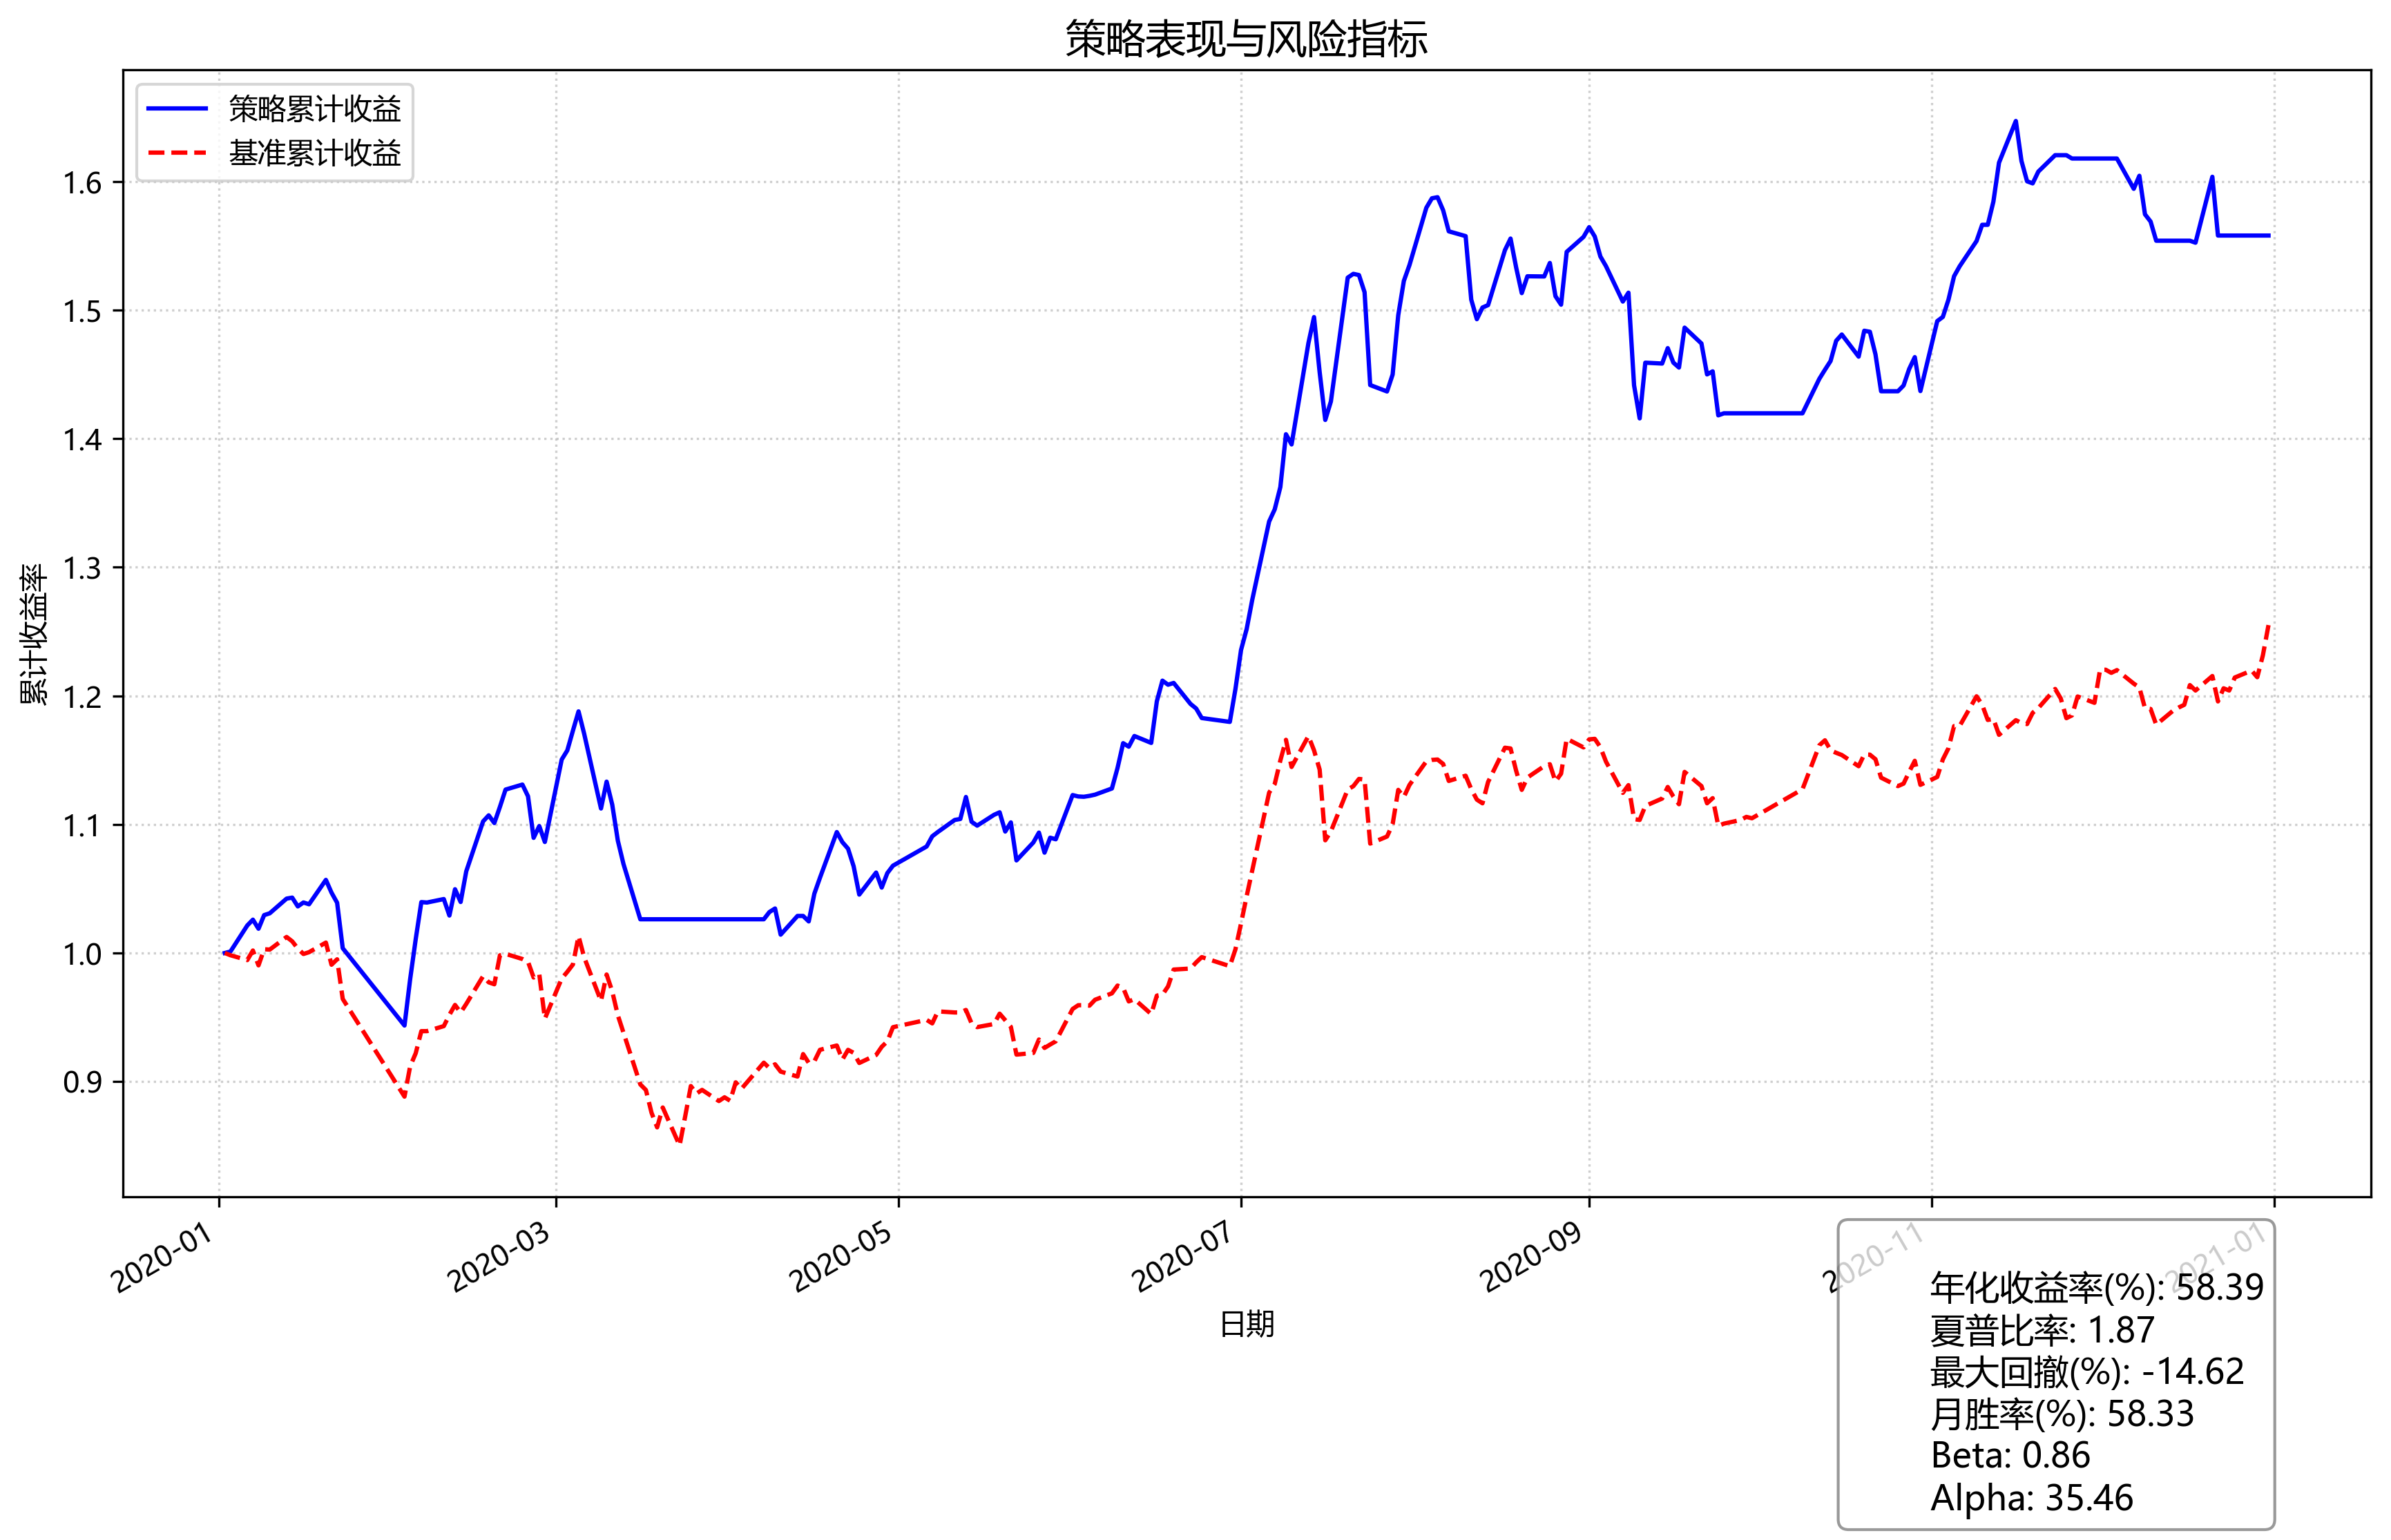 策略表现与风险指标
策略累计收益
基准累计收益
1.6
1.5
1.4
1.3
1.2
1.1
1.0
0.9
累计收益率
2020-01
2020-03
2020-05
2020-07
2020-09
2020-11
2021-01
日期
年化收益率(%): 58.39
夏普比率: 1.87
最大回撤(%): -14.62
月胜率(%): 58.33
Beta: 0.86
Alpha: 35.46